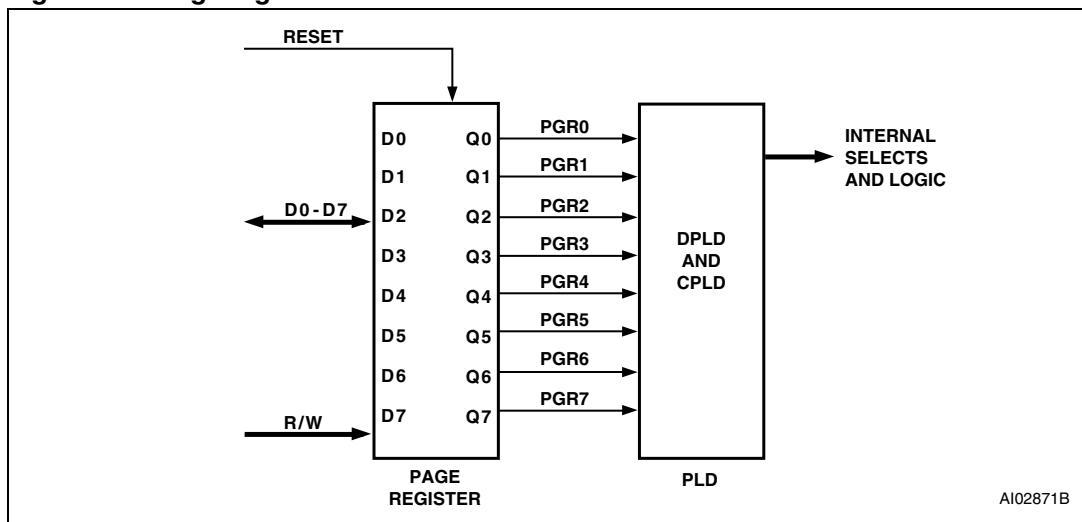 RESET
D0
D1
D2
D3
D4
D5
D6
D7
Q0
Q1
Q2
Q3
Q4
Q5
Q6
Q7
D0-D7
R/W
PAGE
REGISTER
PGR0
PGR1
PGR2
PGR3
PGR4
PGR5
PGR6
PGR7
DPLD
AND
CPLD
PLD
INTERNAL
SELECTS
AND LOGIC
AI02871B